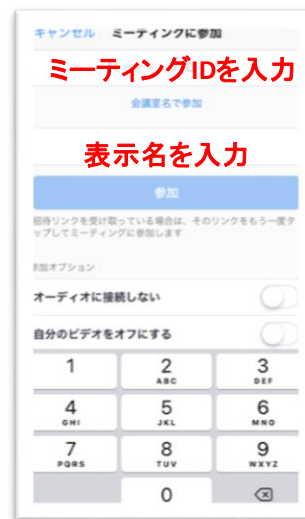 キャンセル ミーティングに参加
ミーティングIDを入力
会議室名で参加
表示名を入力
参加
招待リンクを受け取っている場合は、そのリンクをもう一度タ
ップしてミーティングに参加します
参加オプション
オーディオに接続しない
自分のビデオをオフにする
1 2 3
ABC DEF
4 5 6
GHI JKL MNO
7 8 9
PQRS TUV WXYZ
0